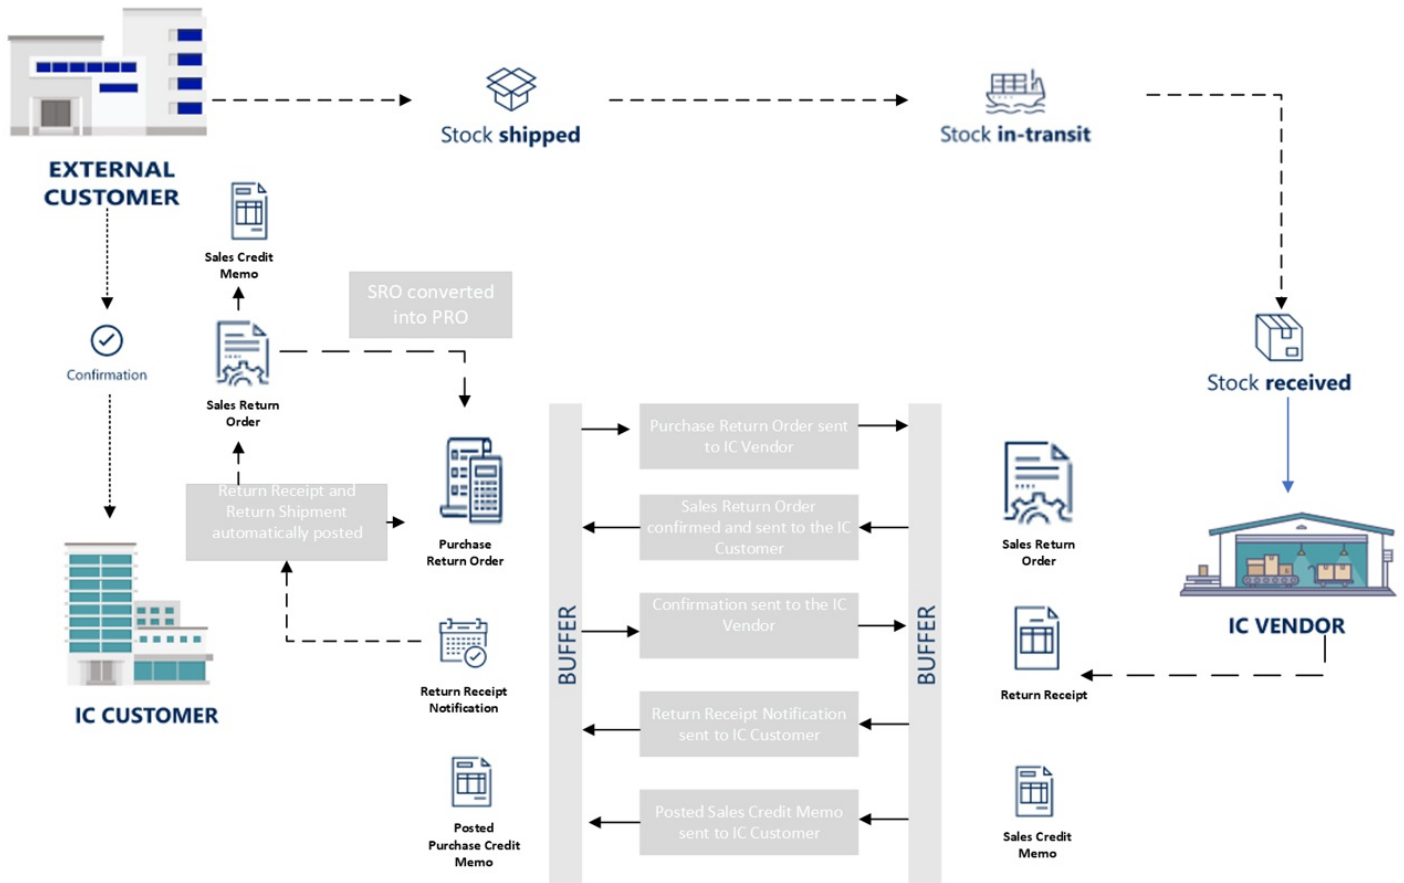 EXTERNAL
CUSTOMER
Stock shipped
Stock in-transit
Sales Credit
Memo
SRO converted
into PRO
Confirmation
Sales Return
Order
Stock received
Return Receipt and
Return Shipment
automatically posted
Purchase
Return Order
BUFFER
Purchase Return Order sent
to IC Vendor
Sales Return Order
confirmed and sent to the IC
Customer
Confirmation sent to the IC
Vendor
Return Receipt Notification
sent to IC Customer
Posted Sales Credit Memo
sent to IC Customer
BUFFER
Sales Return
Order
IC VENDOR
Return Receipt
IC CUSTOMER
Return Receipt
Notification
Posted
Purchase Credit
Memo
Sales Credit
Memo